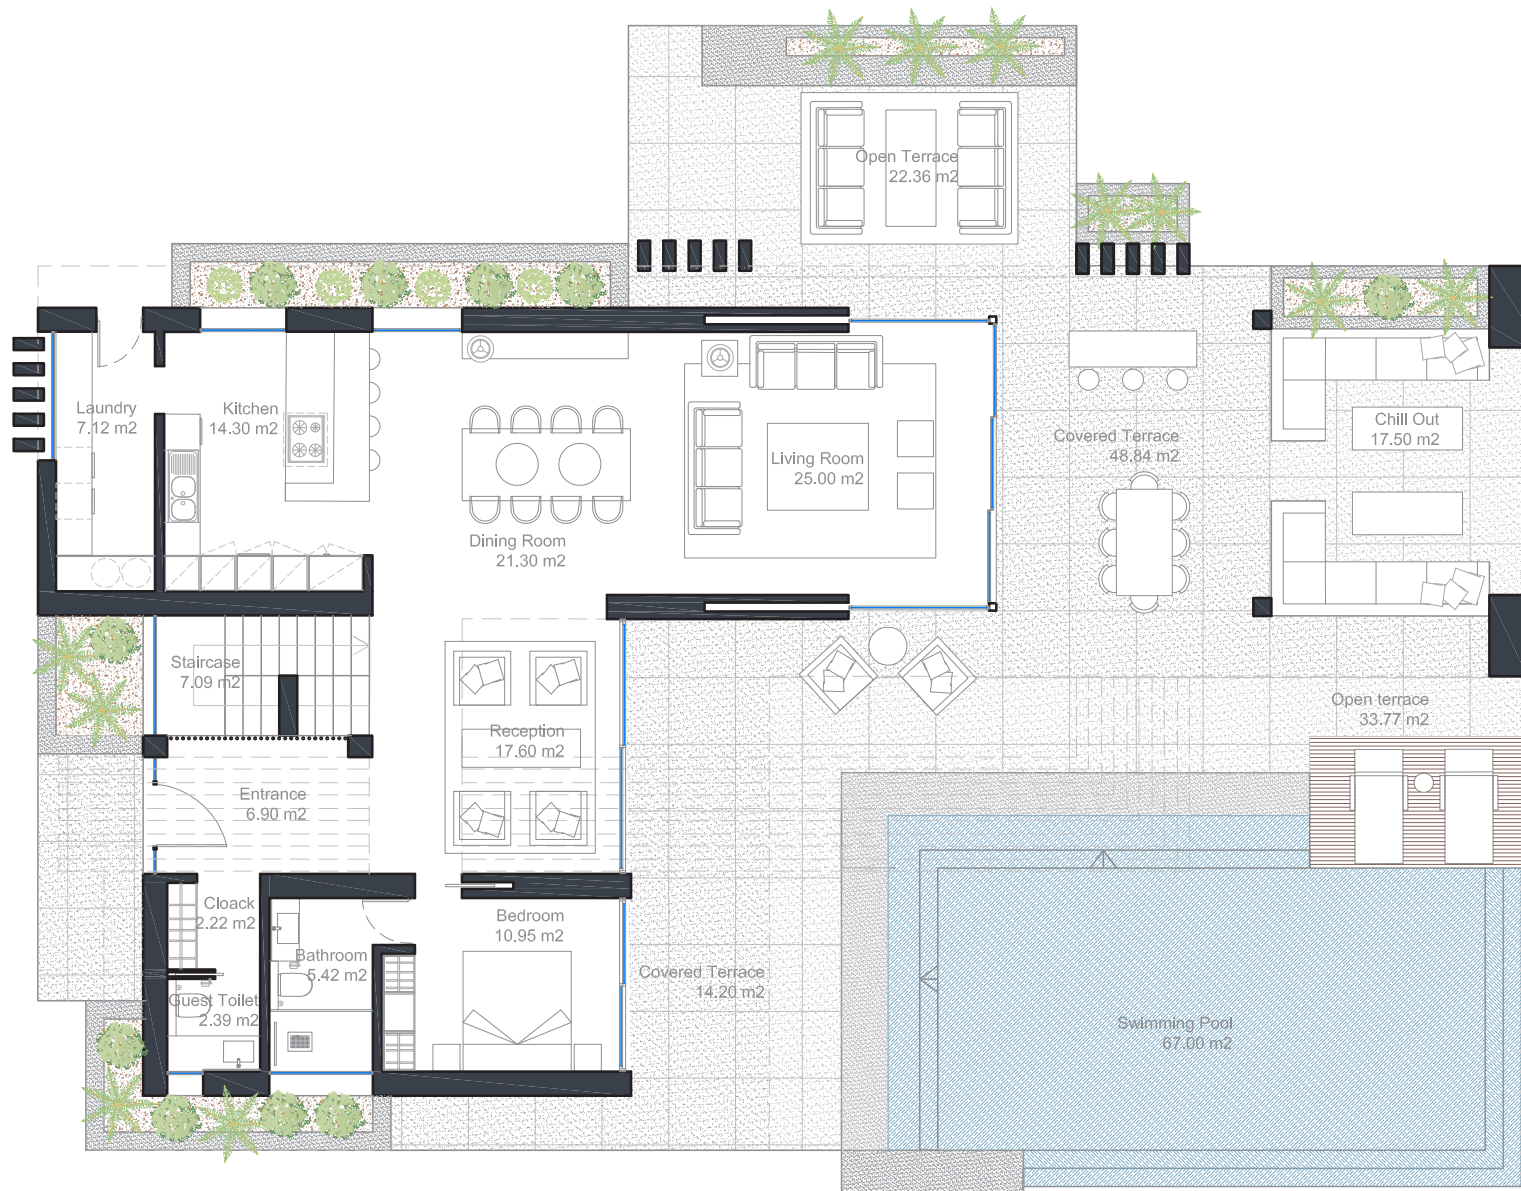 Open Terrace
22.36 m2
Laundry
7.12 m2
Kitchen
14.30 m2
Dining Room
21.30 m2
Living Room
25.00 m2
Covered Terrace
48.84 m2
Chill Out
17.50 m2
Staircase
7.09 m2
Reception
17.60 m2
Open terrace
33.77 m2
Entrance
6.90 m2
Cloack
2.22 m2
Bathroom
5.42 m2
Bedroom
10.95 m2
Guest Toilet
2.39 m2
Covered Terrace
14.20 m2
Swimming Pool
67.00 m2